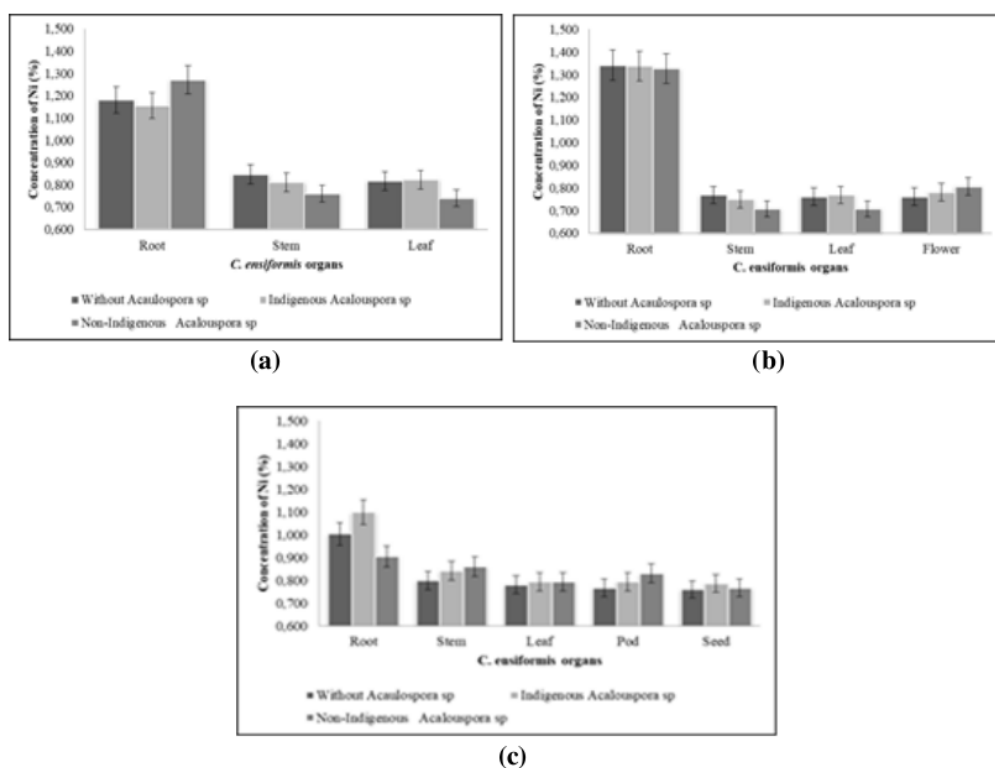 1,500
1,400
1,300
1,200
1,100
1,000
0,900
0,800
0,700
0,600
Concentration of Ni (%)
Root Stem Leaf
C. ensiformis organs
Without Acaulospora sp Indigenous Acalouspora sp
Non-Indigenous Acalouspora sp
(a)
1,500
1,400
1,300
1,200
1,100
1,000
0,900
0,800
0,700
0,600
Concentration of Ni (%)
Root Stem Leaf Flower
C. ensiformis organs
Without Acaulospora sp Indigenous Acalouspora sp
Non-Indigenous Acalouspora sp
(b)
1,500
1,400
1,300
1,200
1,100
1,000
0,900
0,800
0,700
0,600
Concentration of Ni (%)
Root Stem Leaf Pod Seed
C. ensiformis organs
Without Acaulospora sp Indigenous Acalouspora sp
Non-Indigenous Acalouspora sp
(c)